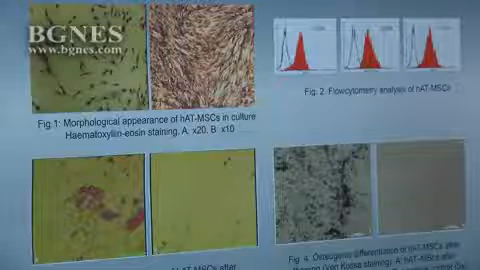 BGNES
www.bgnes.com
Fig 1: Morphological appearance of hAT-MSCs in culture
Haematoxyllin-eosin staining. A. x20, B. x10
Fig. 2. Flowcytometry analysis of hAT-MSCs
hAT-MSCs after
Fig. 4. Osteogenic differentiation of hAT-MSCs after
(von Kossa staining). A. hAT-MSCs after